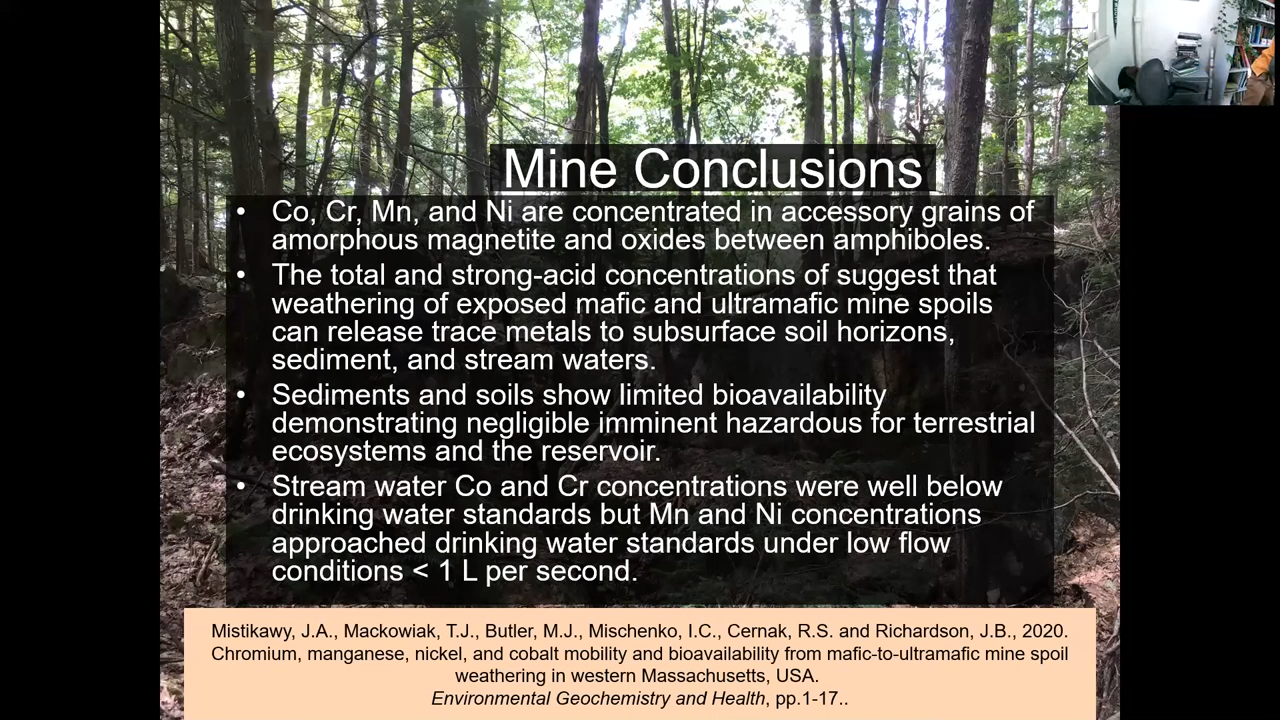 Mine Conclusions
• Co, Cr, Mn, and Ni are concentrated in accessory grains of
amorphous magnetite and oxides between amphiboles.
• The total and strong-acid concentrations of suggest that
weathering of exposed mafic and ultramafic mine spoils
can release trace metals to subsurface soil horizons,
sediment, and stream waters.
• Sediments and soils show limited bioavailability
demonstrating negligible imminent hazardous for terrestrial
ecosystems and the reservoir.
• Stream water Co and Cr concentrations were well below
drinking water standards but Mn and Ni concentrations
approached drinking water standards under low flow
conditions < 1 L per second.
Mistikawy, J.A., Mackowiak, T.J., Butler, M.J., Mischenko, I.C., Cernak, R.S. and Richardson, J.B., 2020.
Chromium, manganese, nickel, and cobalt mobility and bioavailability from mafic-to-ultramafic mine spoil
weathering in western Massachusetts, USA.
Environmental Geochemistry and Health, pp.1-17..